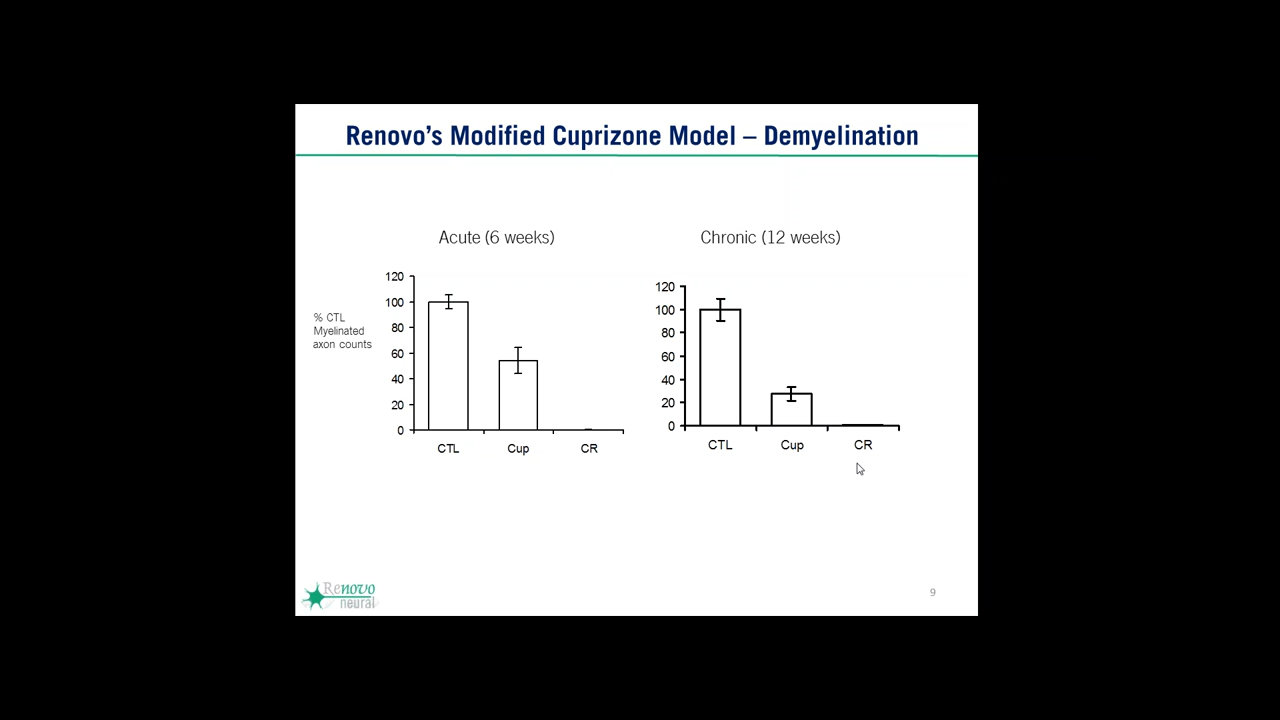 Renovo's Modified Cuprizone Model – Demyelination
Acute (6 weeks)
% CTL
Myelinated
axon counts
120
100
80
60
40
20
0
CTL Cup CR
Chronic (12 weeks)
120
100
80
60
40
20
0
CTL Cup CR
Renovo
neural
9